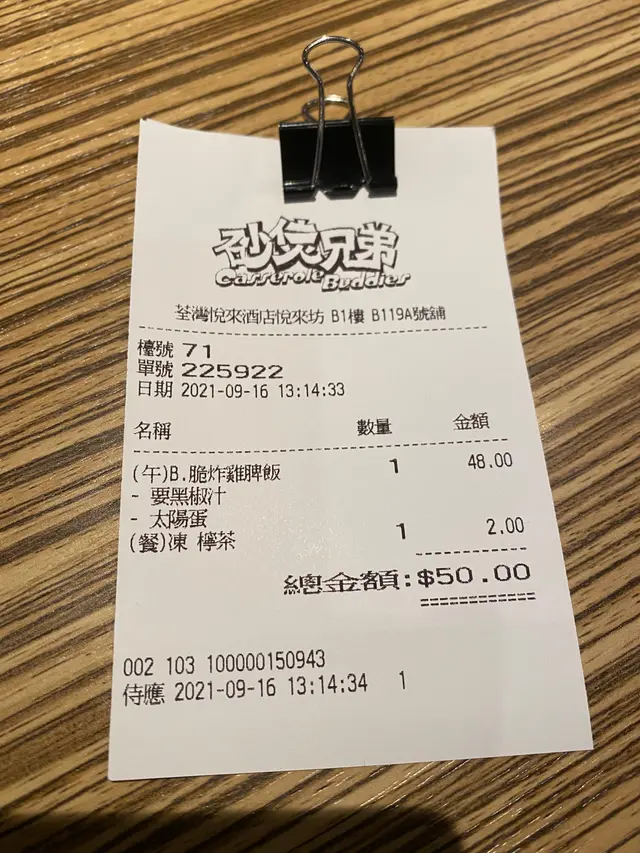 砂煲兄弟
Casserole Buddies
荃灣悅來酒店悅來坊 B1樓 B119A號舖
檯號 71
單號 225922
日期 2021-09-16 13:14:33
名稱 數量 金額
(午)B.脆炸雞脾飯 1 48.00
- 要黑椒汁
- 太陽蛋
(餐)凍 檸茶 1 2.00
總金額:$50.00
002 103 100000150943
侍應 2021-09-16 13:14:34 1